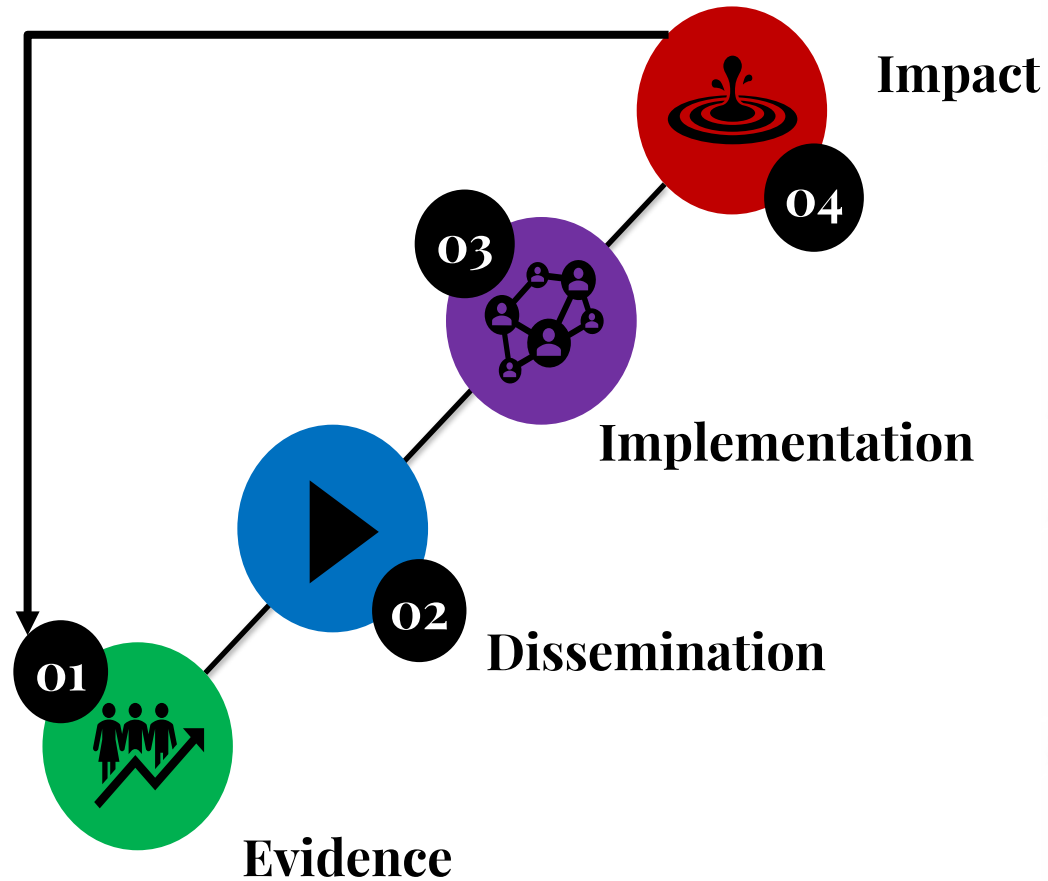 Impact
04
03
Implementation
02
Dissemination
01
Evidence